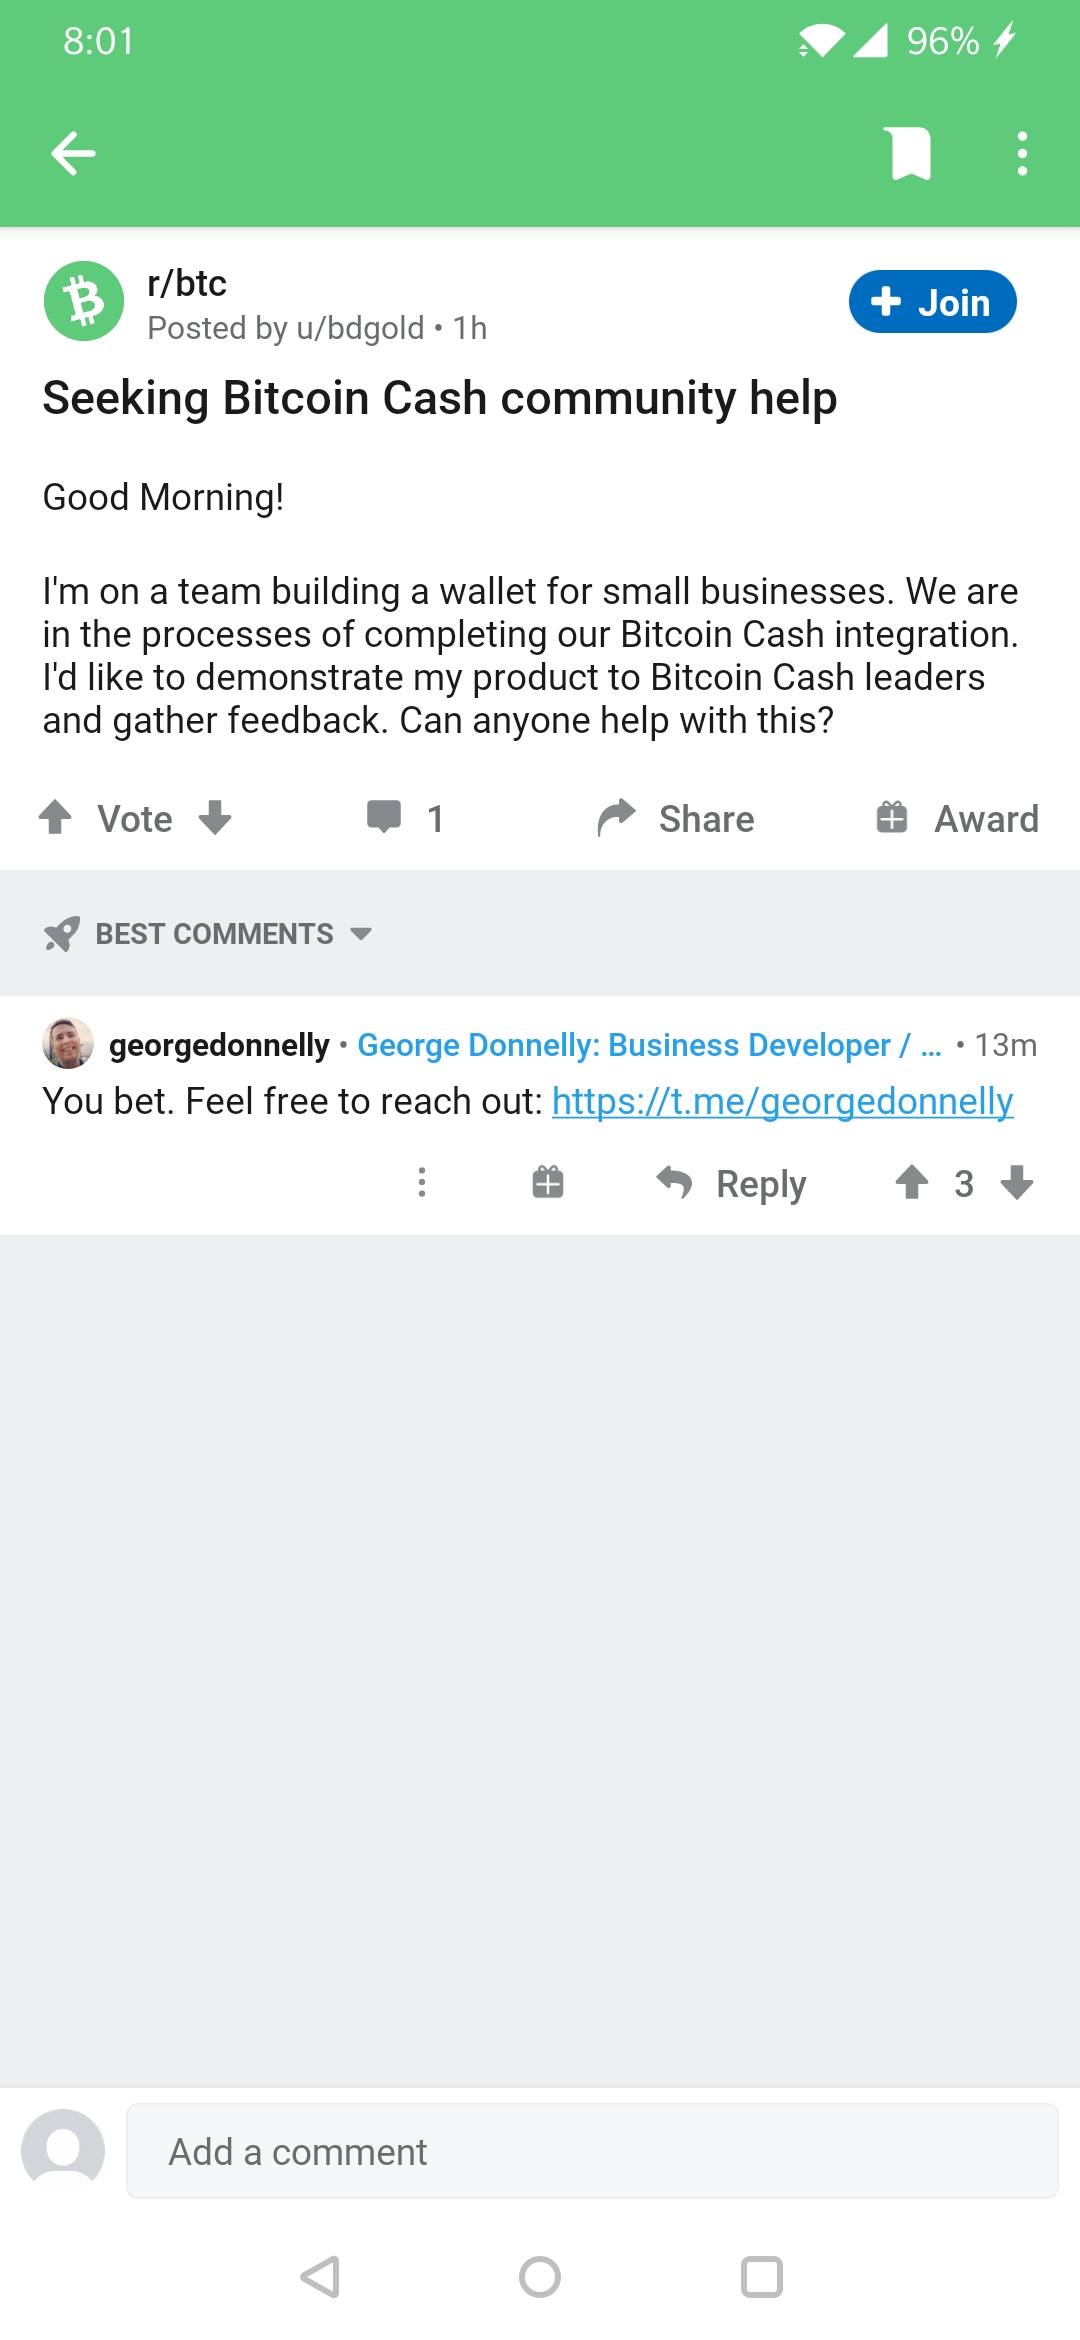 8:01 96%
r/btc
Posted by u/bdgold • 1h
Join
Seeking Bitcoin Cash community help
Good Morning!
I'm on a team building a wallet for small businesses. We are
in the processes of completing our Bitcoin Cash integration.
I'd like to demonstrate my product to Bitcoin Cash leaders
and gather feedback. Can anyone help with this?
Vote 1 Share Award
BEST COMMENTS
georgedonnelly • George Donnelly: Business Developer / ... • 13m
You bet. Feel free to reach out: https://t.me/georgedonnelly
Reply 3
Add a comment